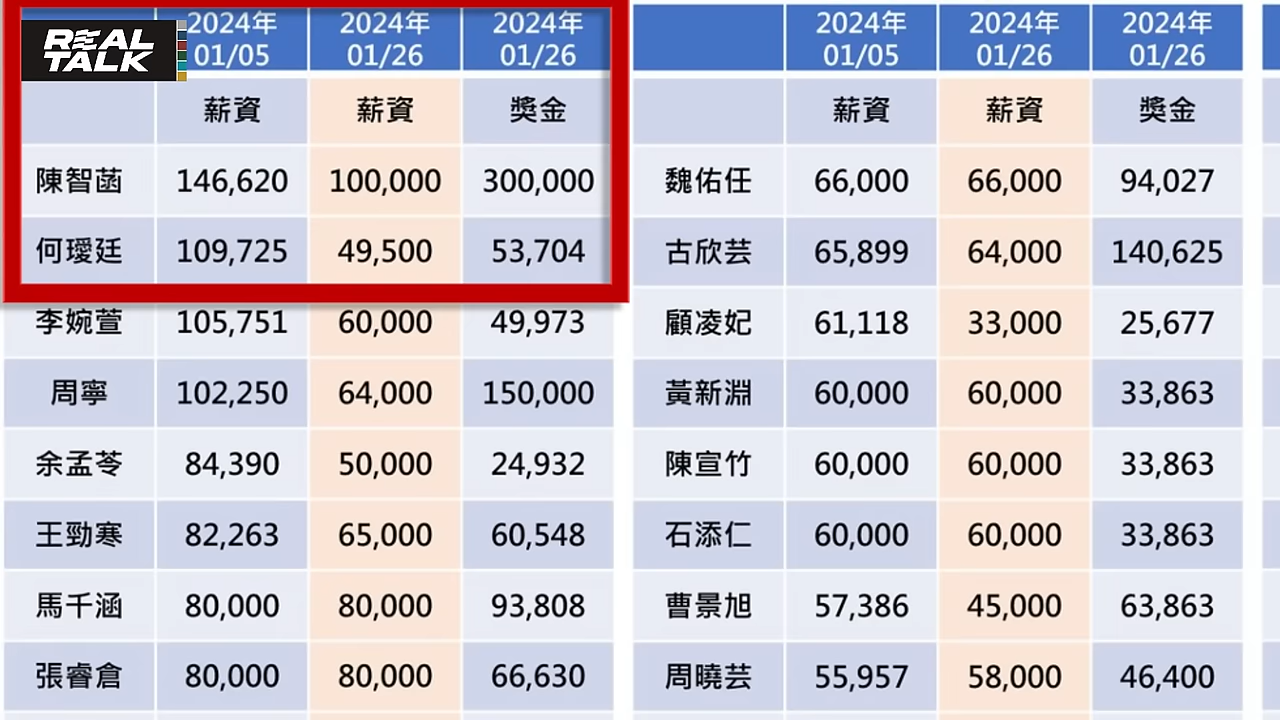 REAL
TALK
2024年 2024年 2024年
01/05 01/26 01/26
薪資 薪資 獎金
陳智菡 146,620 100,000 300,000
何璦廷 109,725 49,500 53,704
李婉萱 105,751 60,000 49,973
周寧 102,250 64,000 150,000
余孟苓 84,390 50,000 24,932
王勁寒 82,263 65,000 60,548
馬千涵 80,000 80,000 93,808
張睿倉 80,000 80,000 66,630
2024年 2024年 2024年
01/05 01/26 01/26
薪資 薪資 獎金
魏佑任 66,000 66,000 94,027
古欣芸 65,899 64,000 140,625
顧凌妃 61,118 33,000 25,677
黃新淵 60,000 60,000 33,863
陳宣竹 60,000 60,000 33,863
石添仁 60,000 60,000 33,863
曹景旭 57,386 45,000 63,863
周曉芸 55,957 58,000 46,400